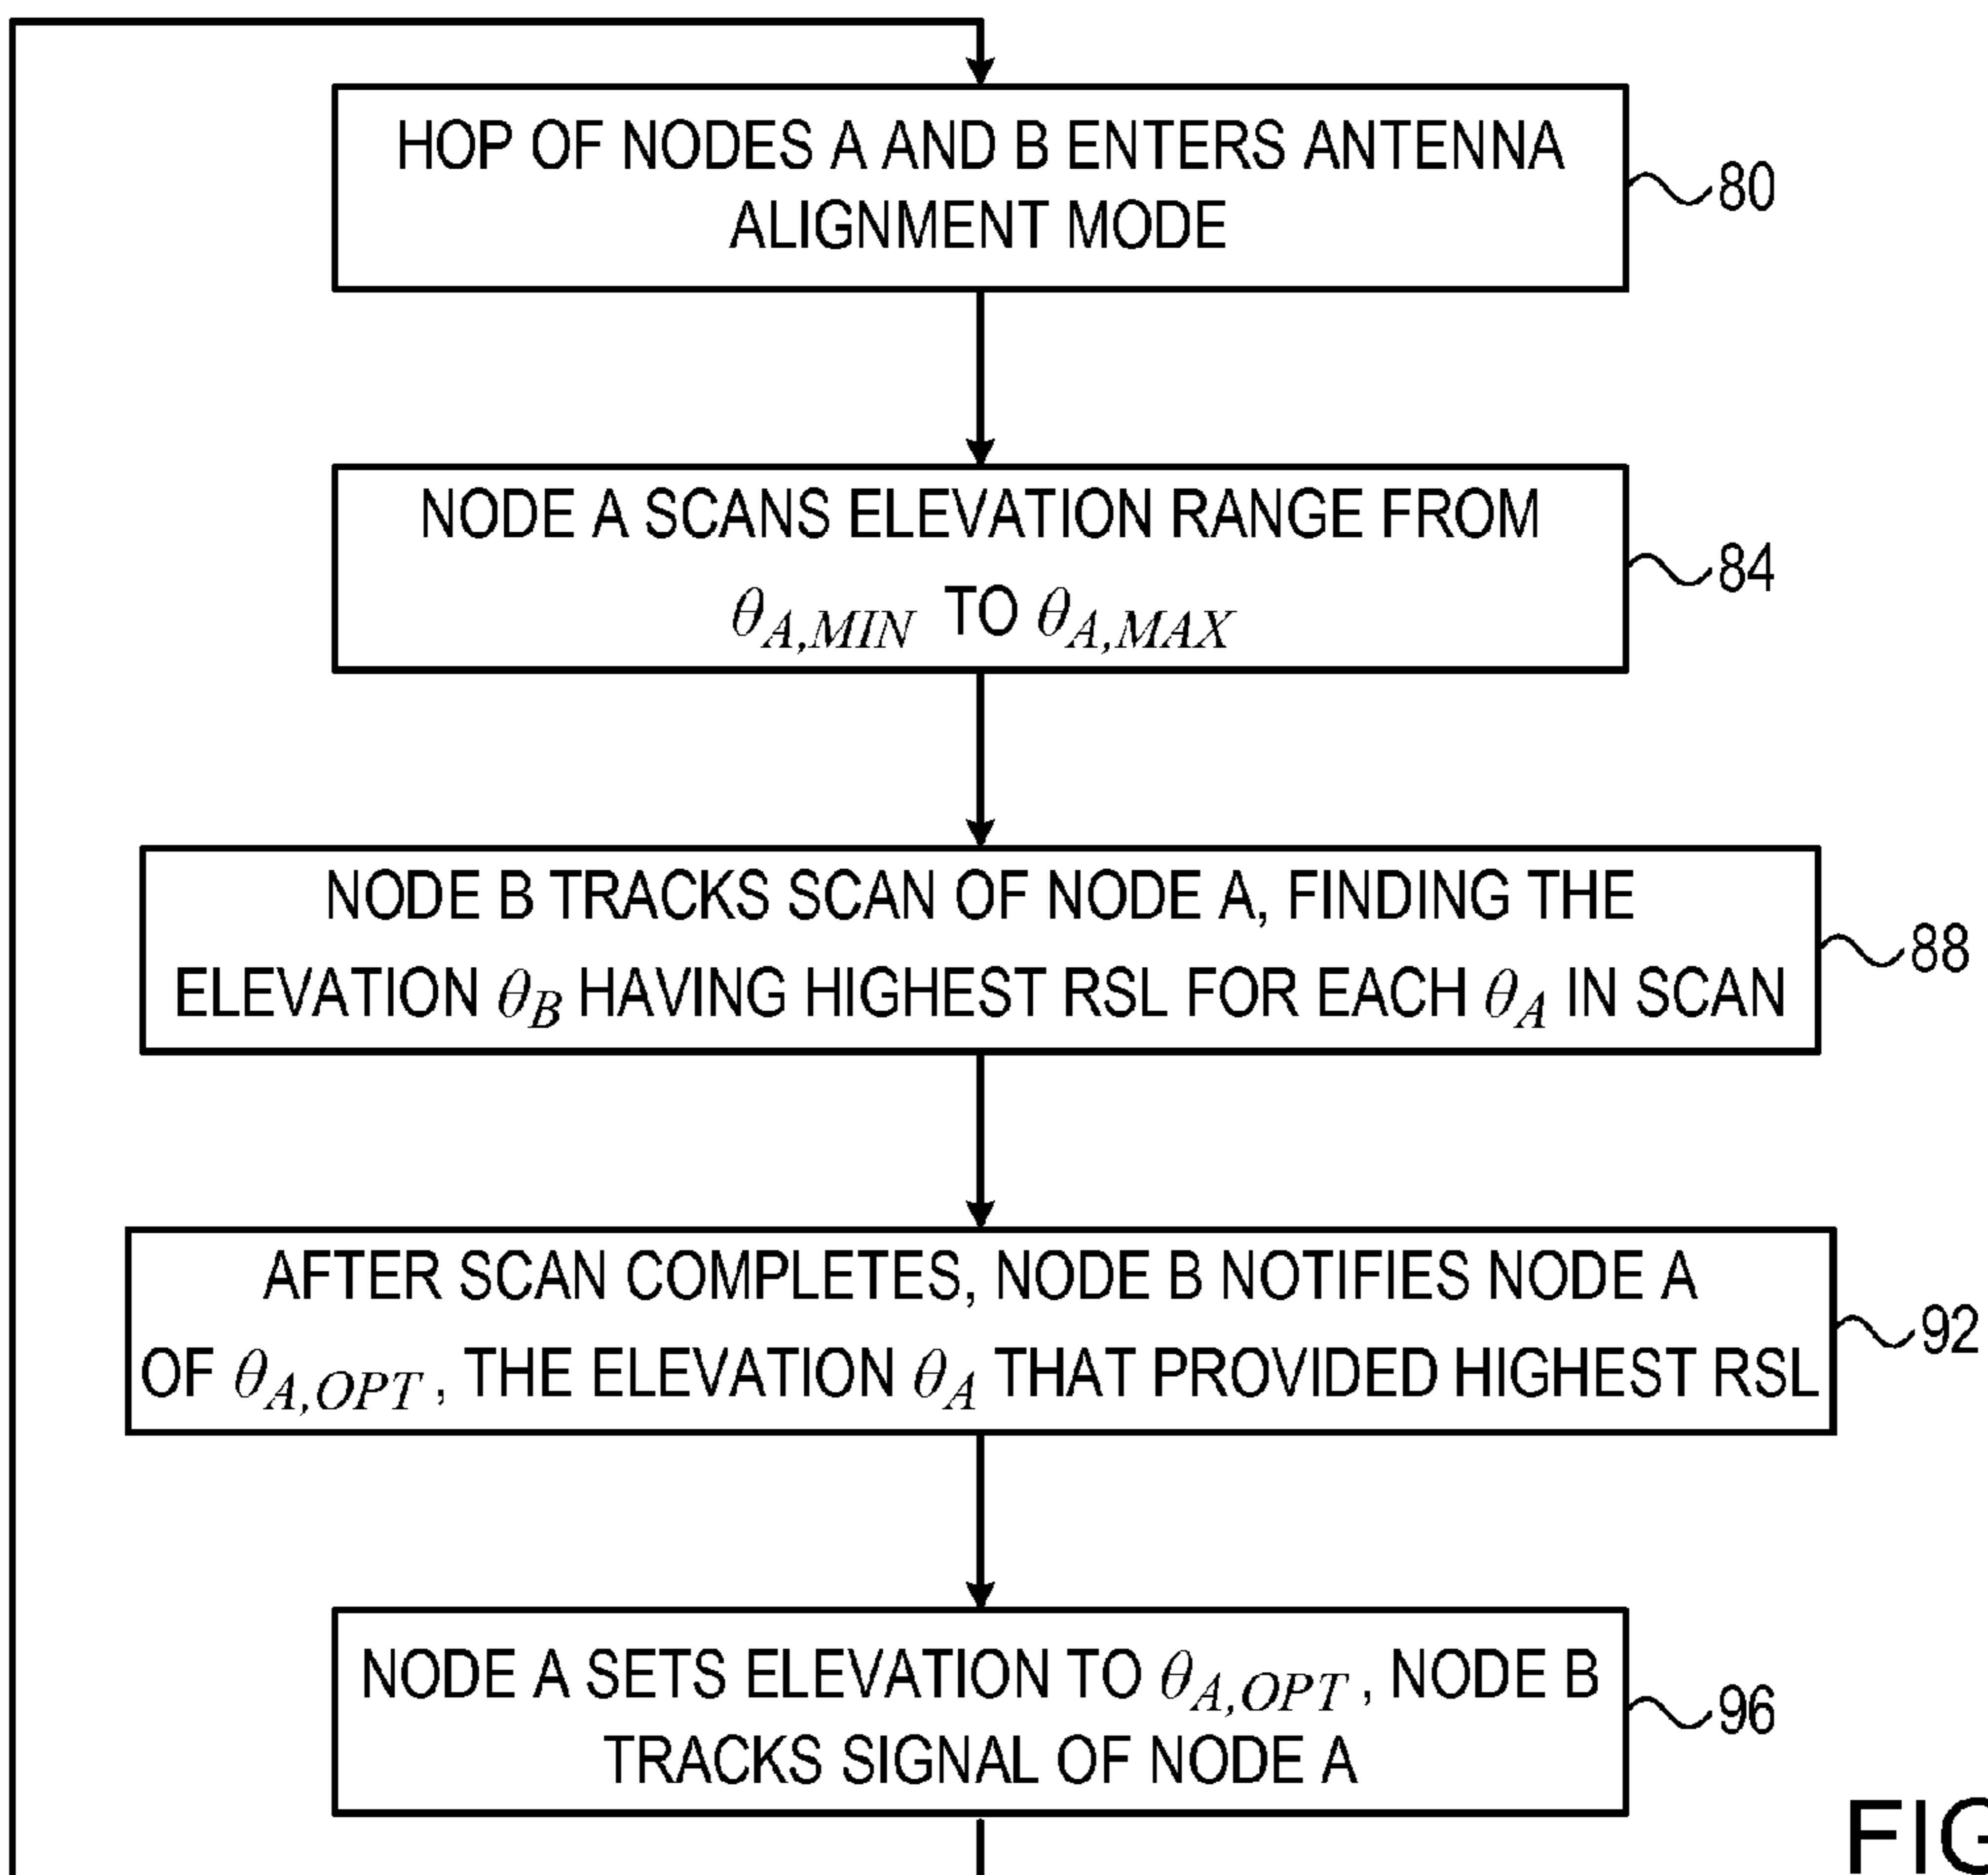 HOP OF NODES A AND B ENTERS ANTENNA
ALIGNMENT MODE
80
NODE A SCANS ELEVATION RANGE FROM
θA,MIN TO θA,MAX
84
NODE B TRACKS SCAN OF NODE A, FINDING THE
ELEVATION θB HAVING HIGHEST RSL FOR EACH θA IN SCAN
88
AFTER SCAN COMPLETES, NODE B NOTIFIES NODE A
OF θA,OPT, THE ELEVATION θA THAT PROVIDED HIGHEST RSL
92
NODE A SETS ELEVATION TO θA,OPT, NODE B
TRACKS SIGNAL OF NODE A
96
FIG